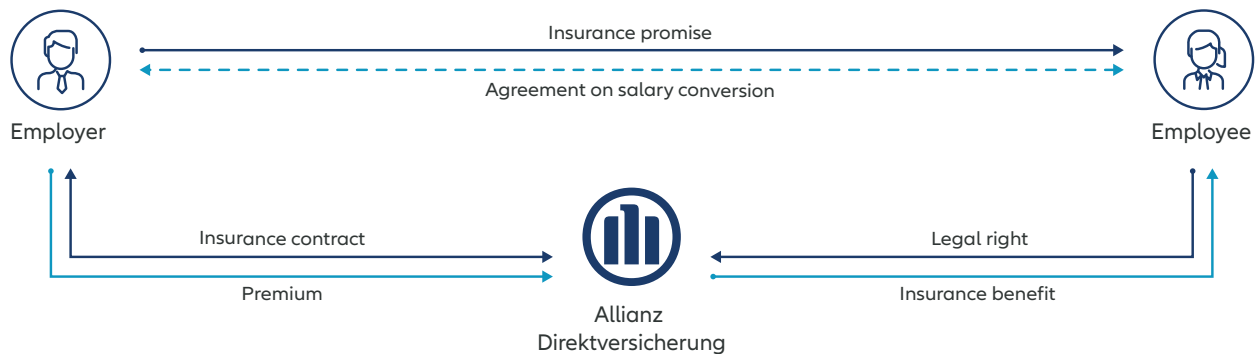 Insurance promise
Agreement on salary conversion
Employer
Employee
Insurance contract
Legal right
Premium
Insurance benefit
Allianz
Direktversicherung